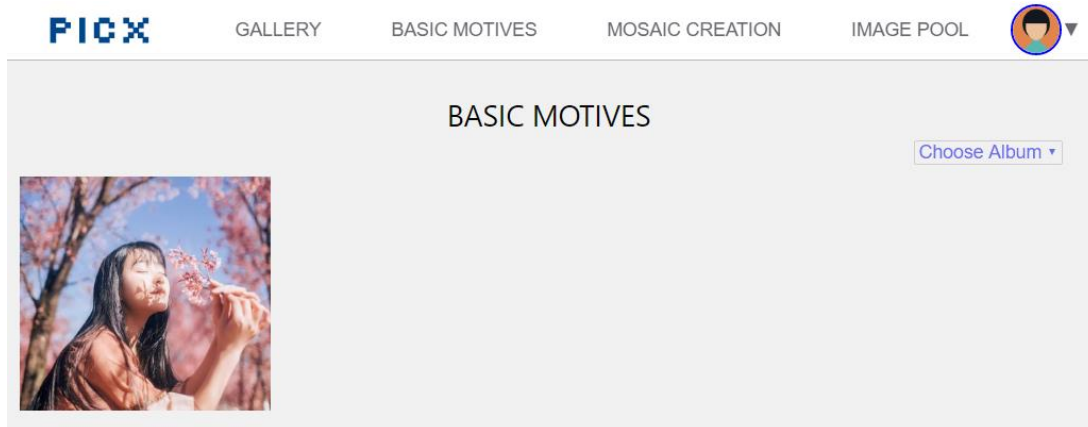 PICX GALLERY BASIC MOTIVES MOSAIC CREATION IMAGE POOL ▼
BASIC MOTIVES
Choose Album ▾